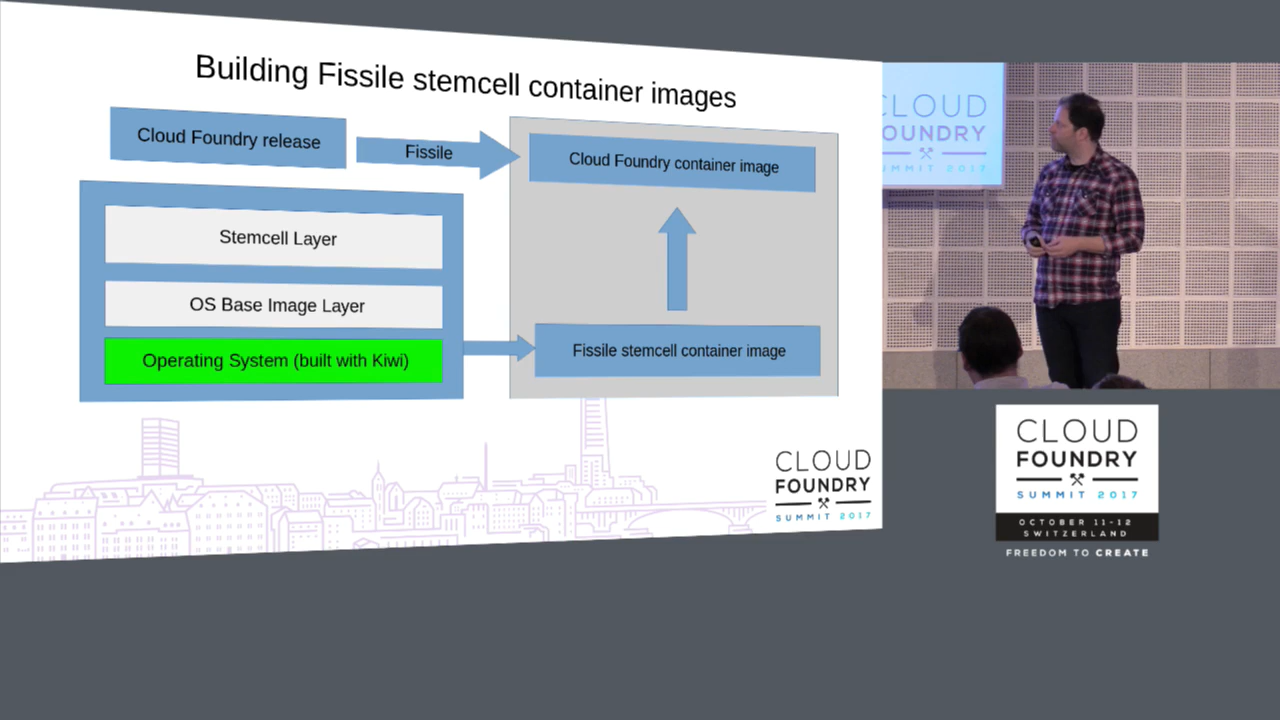 Building Fissile stemcell container images
Cloud Foundry release
Fissile
Cloud Foundry container image
Stemcell Layer
OS Base Image Layer
Operating System (built with Kiwi)
Fissile stemcell container image
CLOUD
FOUNDRY
SUMMIT 2017
CLOUD
OUNDRY
UMMIT 2017
CLOUD
FOUNDRY
SUMMIT 2017
OCTOBER 11-12
SWITZERLAND
FREEDOM TO CREATE